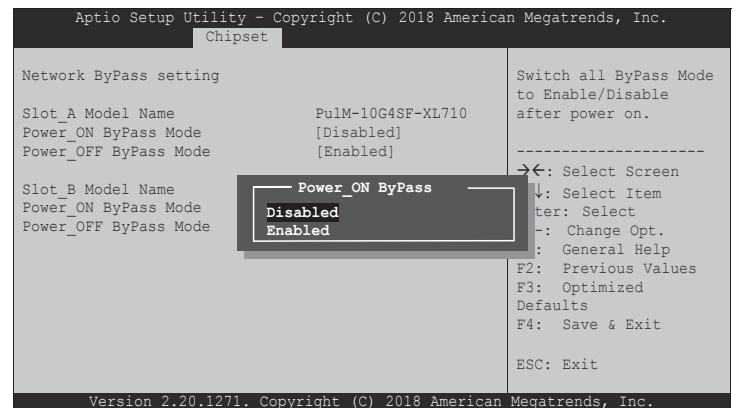 Aptio Setup Utility – Copyright (C) 2018 American Megatrends, Inc.
Chipset
Network ByPass setting
Slot_A Model Name PulM-10G4SF-XL710
Power_ON ByPass Mode [Disabled]
Power_OFF ByPass Mode [Enabled]
Slot_B Model Name
Power_ON ByPass Mode
Power_OFF ByPass Mode
Power_ON ByPass
Disabled
Enabled
Switch all ByPass Mode
to Enable/Disable
after power on.
---------------------
→←: Select Screen
↓: Select Item
ter: Select
-: Change Opt.
: General Help
F2: Previous Values
F3: Optimized
Defaults
F4: Save & Exit
ESC: Exit
Version 2.20.1271. Copyright (C) 2018 American Megatrends, Inc.